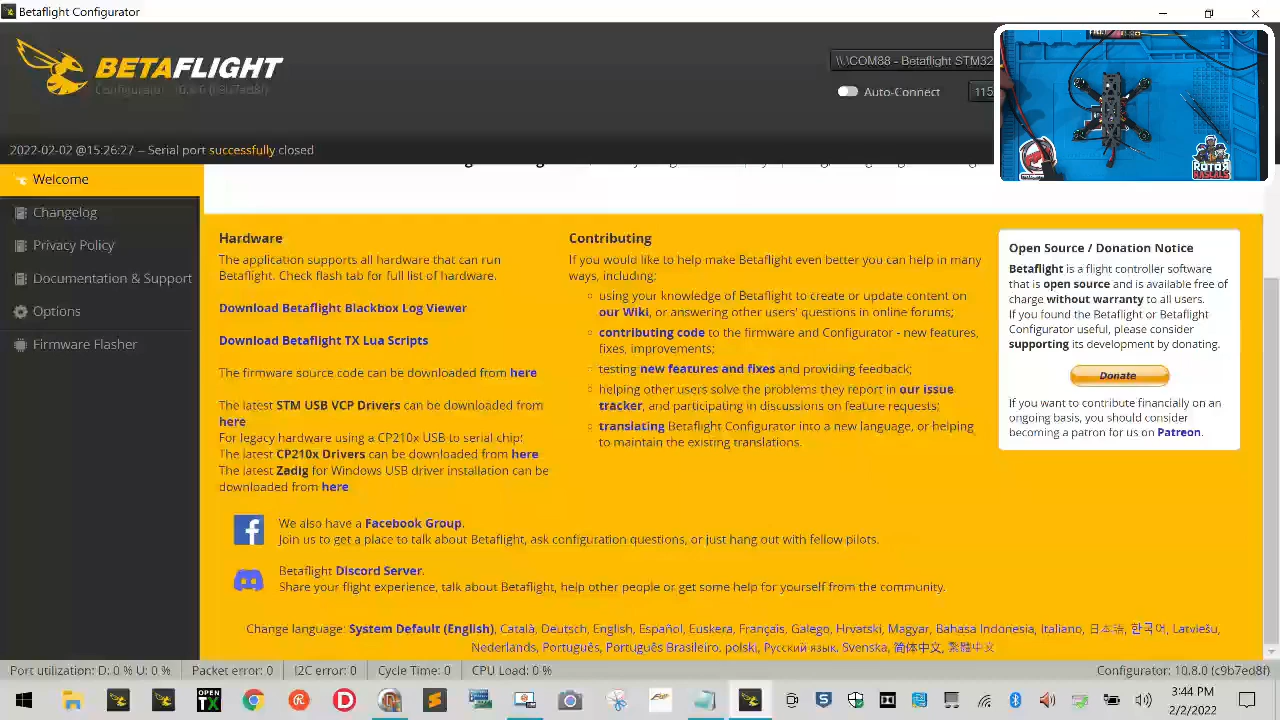 Betaflight Configurator
BETAFLIGHT
Configurator 10.8.0 (c9b7ed8f)
\\.\COM88 - Betaflight STM32
Auto-Connect
115
2022-02-02 @15:26:27 – Serial port successfully closed
ROTOR
RASCALS
Welcome
Changelog
Privacy Policy
Documentation & Support
Options
Firmware Flasher
Hardware
The application supports all hardware that can run
Betaflight. Check flash tab for full list of hardware.
Download Betaflight Blackbox Log Viewer
Download Betaflight TX Lua Scripts
The firmware source code can be downloaded from here
The latest STM USB VCP Drivers can be downloaded from
here
For legacy hardware using a CP210x USB to serial chip:
The latest CP210x Drivers can be downloaded from here
The latest Zadig for Windows USB driver installation can be
downloaded from here
Contributing
If you would like to help make Betaflight even better you can help in many
ways, including:
using your knowledge of Betaflight to create or update content on
our Wiki, or answering other users' questions in online forums;
contributing code to the firmware and Configurator - new features,
fixes, improvements;
testing new features and fixes and providing feedback;
helping other users solve the problems they report in our issue
tracker, and participating in discussions on feature requests;
translating Betaflight Configurator into a new language, or helping
to maintain the existing translations.
Open Source / Donation Notice
Betaflight is a flight controller software
that is open source and is available free of
charge without warranty to all users.
If you found the Betaflight or Betaflight
Configurator useful, please consider
supporting its development by donating.
Donate
If you want to contribute financially on an
ongoing basis, you should consider
becoming a patron for us on Patreon.
We also have a Facebook Group.
Join us to get a place to talk about Betaflight, ask configuration questions, or just hang out with fellow pilots.
Betaflight Discord Server.
Share your flight experience, talk about Betaflight, help other people or get some help for yourself from the community.
Change language: System Default (English), Català, Deutsch, English, Español, Euskera, Français, Galego, Hrvatski, Magyar, Bahasa Indonesia, Italiano, 日本語, 한국어, Latviešu,
Nederlands, Português, Português Brasileiro, polski, Русский язык, Svenska, 简体中文, 繁體中文
Port utilization: D: 0 % U: 0 %
Packet error: 0
I2C error: 0
Cycle Time: 0
CPU Load: 0 %
Configurator: 10.8.0 (c9b7ed8f)
OPEN
TX
3:44 PM
2/2/2022